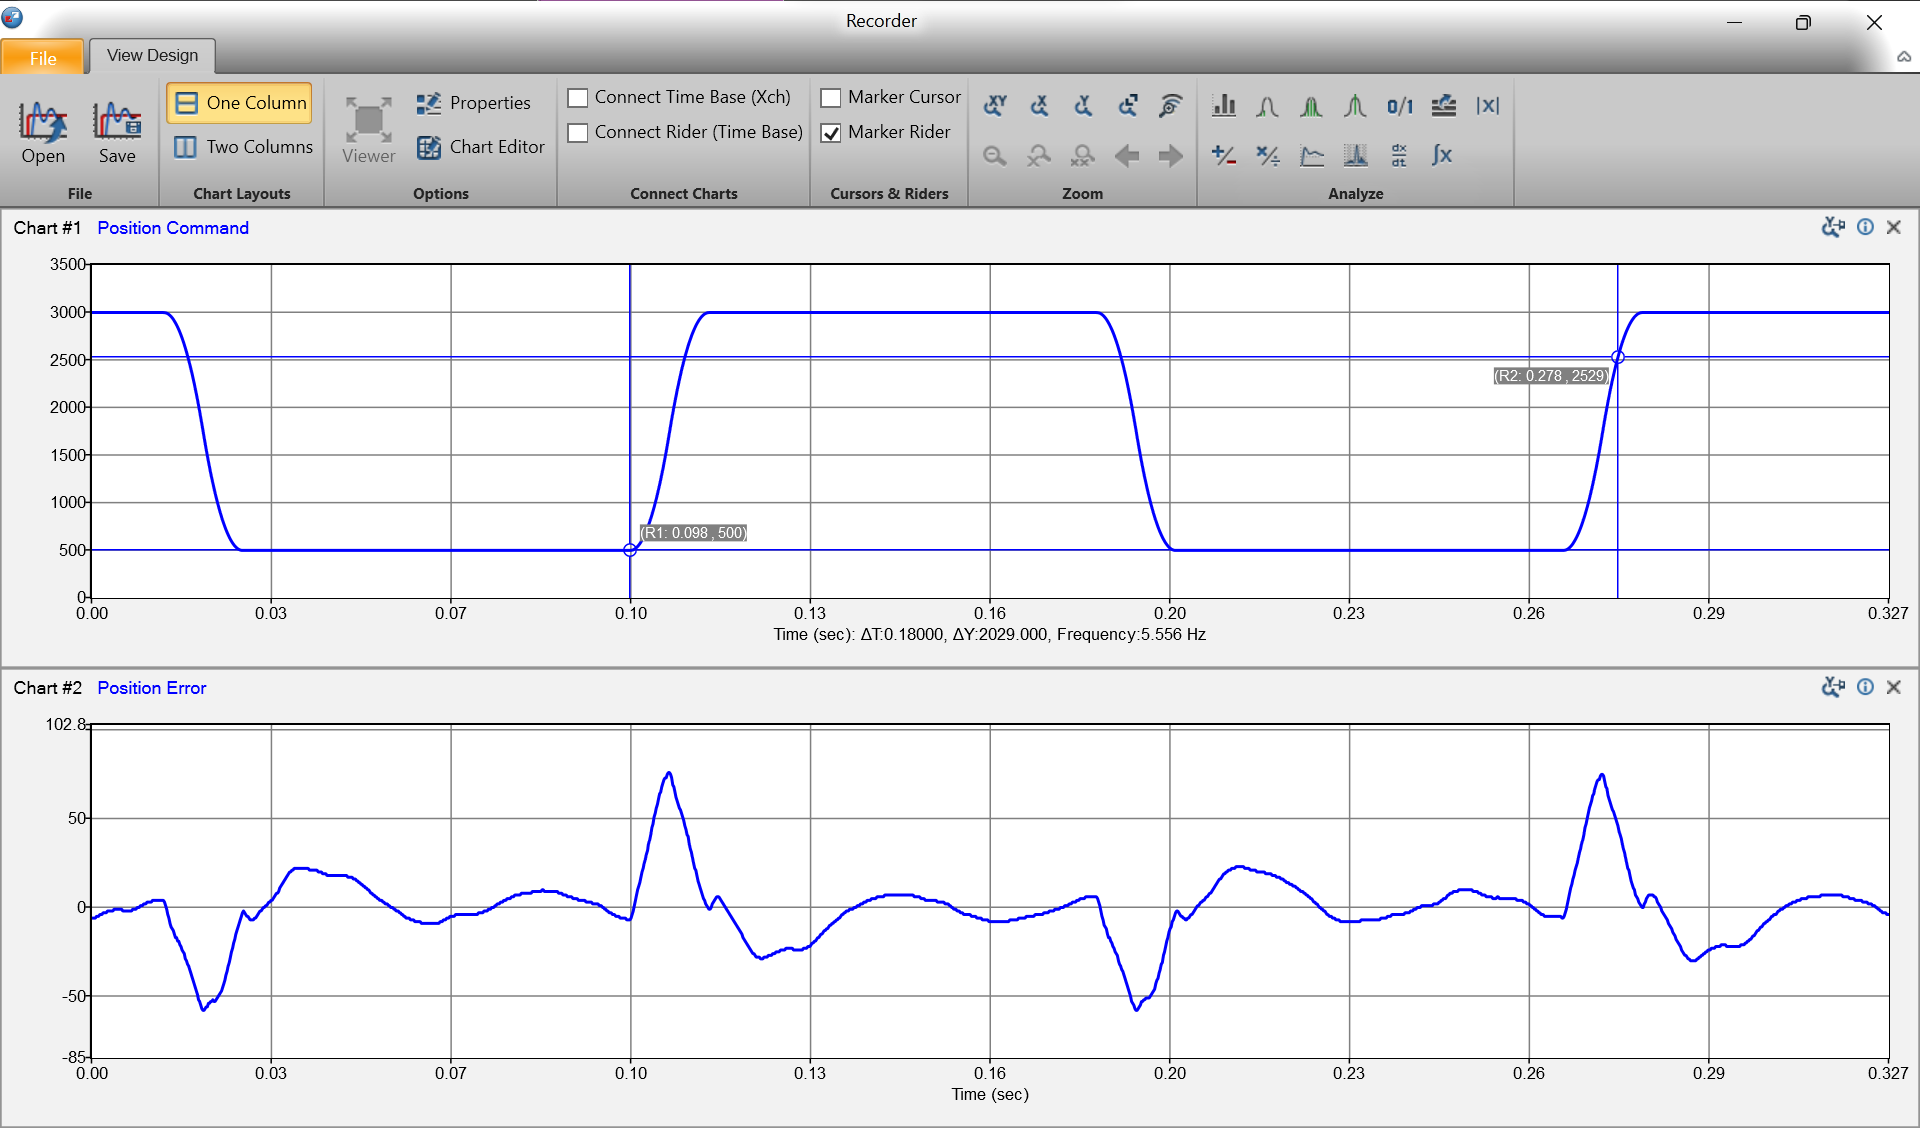 Recorder
File
View Design
Open
Save
File
One Column
Two Columns
Chart Layouts
Viewer
Properties
Chart Editor
Options
Connect Time Base (Xch)
Connect Rider (Time Base)
Connect Charts
Marker Cursor
Marker Rider
Cursors & Riders
XY
X
Y
Zoom
0/1
|x|
+/-
×/÷
dx
dt
∫x
Analyze
Chart #1 Position Command
3500
3000
2500
2000
1500
1000
500
0
(R2: 0.278 , 2529)
(R1: 0.098 , 500)
0.00 0.03 0.07 0.10 0.13 0.16 0.20 0.23 0.26 0.29 0.327
Time (sec): ΔT:0.18000, ΔY:2029.000, Frequency:5.556 Hz
Chart #2 Position Error
102.8
50
0
-50
-85
0.00 0.03 0.07 0.10 0.13 0.16 0.20 0.23 0.26 0.29 0.327
Time (sec)